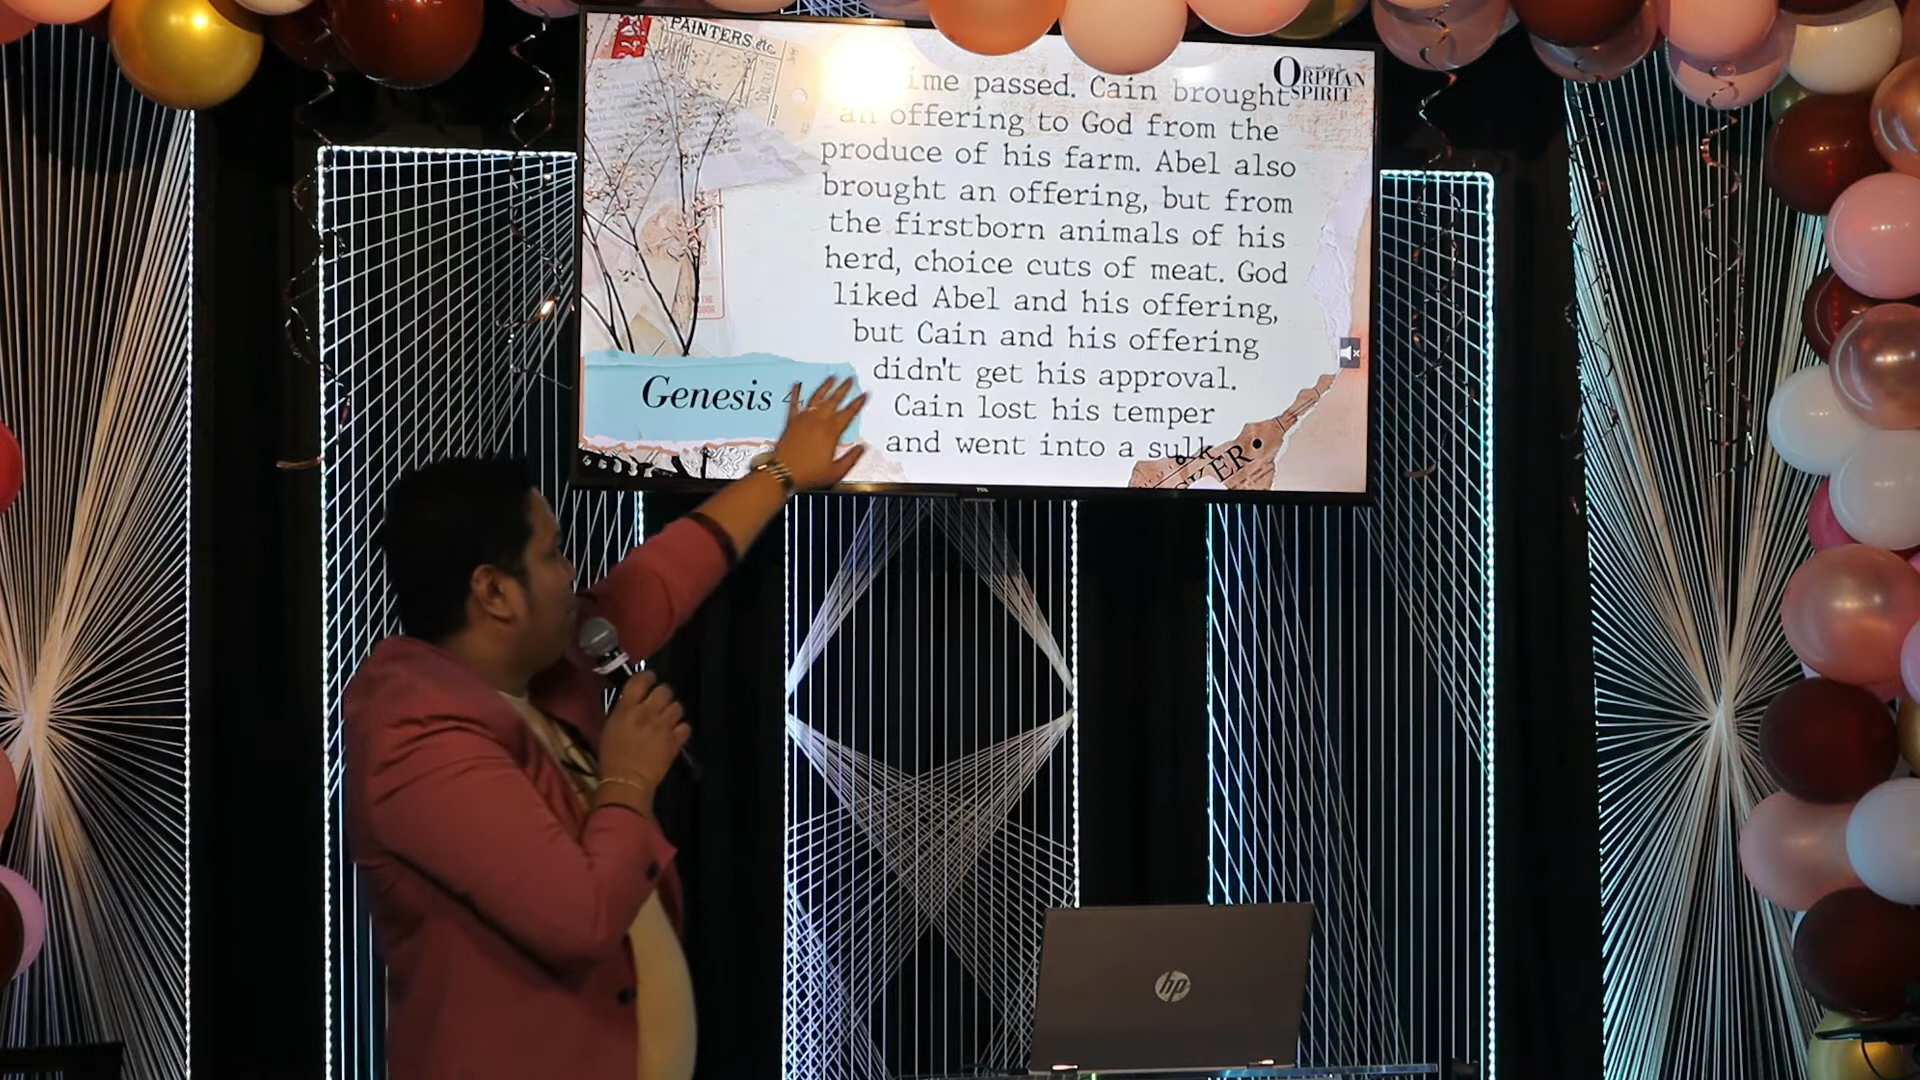 PAINTERS etc.
ORPHAN
SPIRIT
ime passed. Cain brought
an offering to God from the
produce of his farm. Abel also
brought an offering, but from
the firstborn animals of his
herd, choice cuts of meat. God
liked Abel and his offering,
but Cain and his offering
didn't get his approval.
Cain lost his temper
and went into a sulk.
Genesis 4
TCL
hp